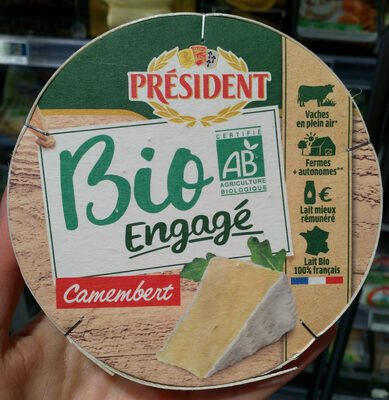 PRÉSIDENT
Bio
Engagé
CERTIFIÉ
AB
AGRICULTURE
BIOLOGIQUE
Camembert
Vaches
en plein air*
Fermes
+ autonomes**
€
Lait mieux
rémunéré
Lait Bio
100% français